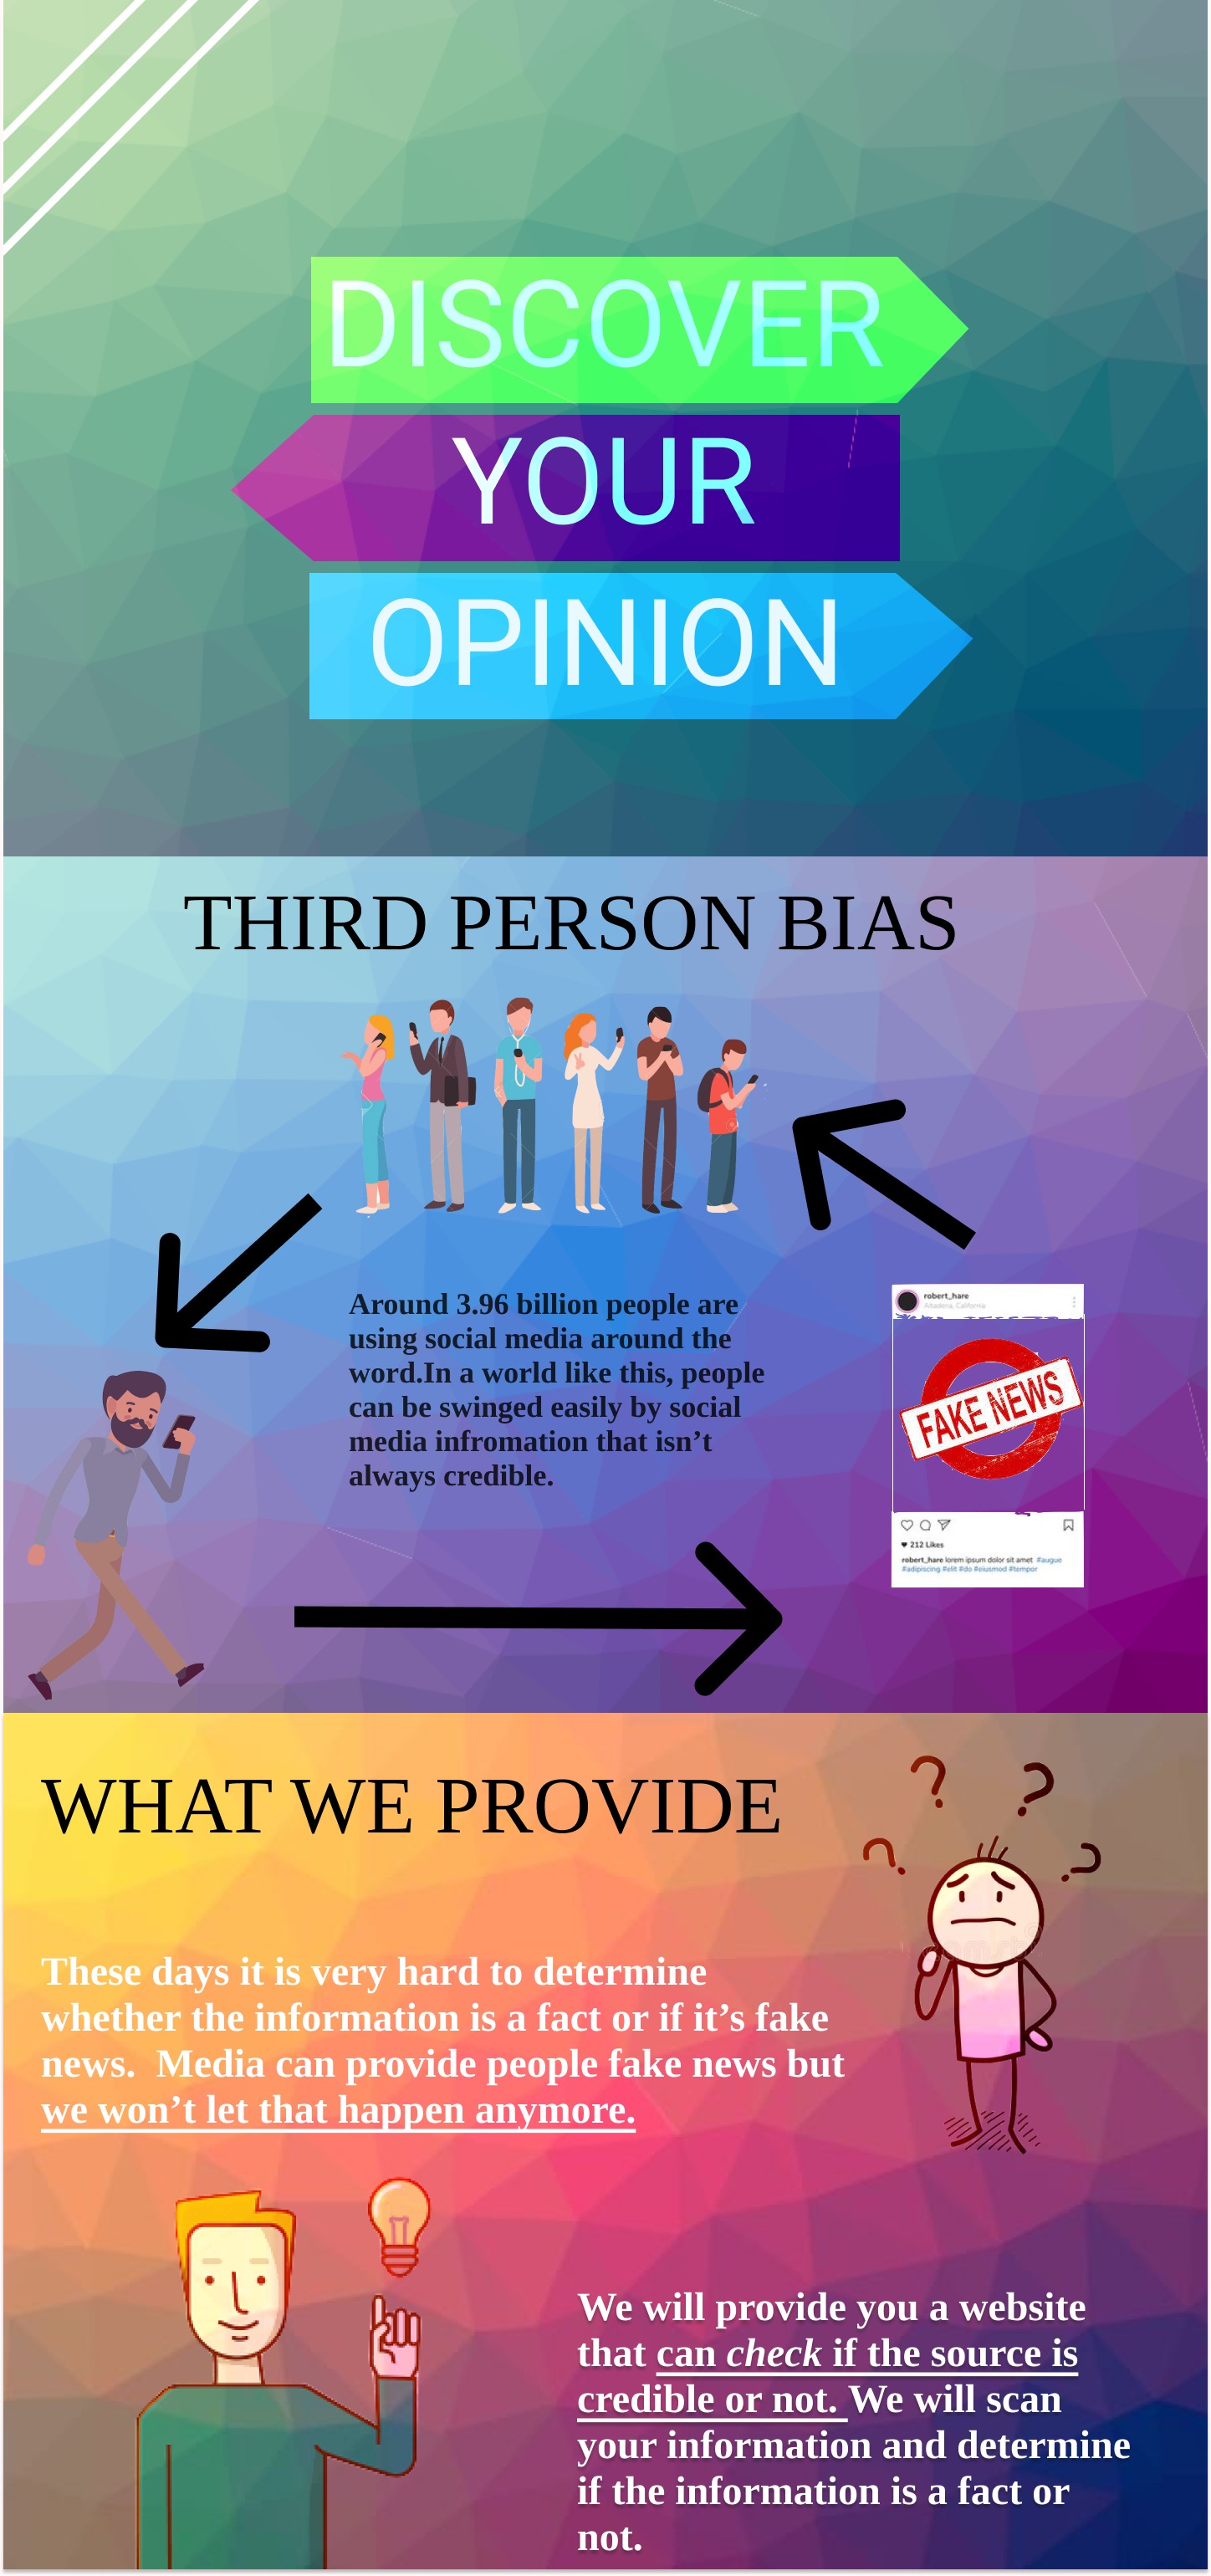 DISCOVER
YOUR
OPINION
THIRD PERSON BIAS
Around 3.96 billion people are
using social media around the
word.In a world like this, people
can be swinged easily by social
media infromation that isn’t
always credible.
robert_hare
Altadena, California
FAKE NEWS
212 Likes
robert_hare lorem ipsum dolor sit amet #augue
#adipiscing #elit #do #eiusmod #tempor
WHAT WE PROVIDE
These days it is very hard to determine
whether the information is a fact or if it’s fake
news.  Media can provide people fake news but
we won’t let that happen anymore.
We will provide you a website
that can check if the source is
credible or not. We will scan
your information and determine
if the information is a fact or
not.